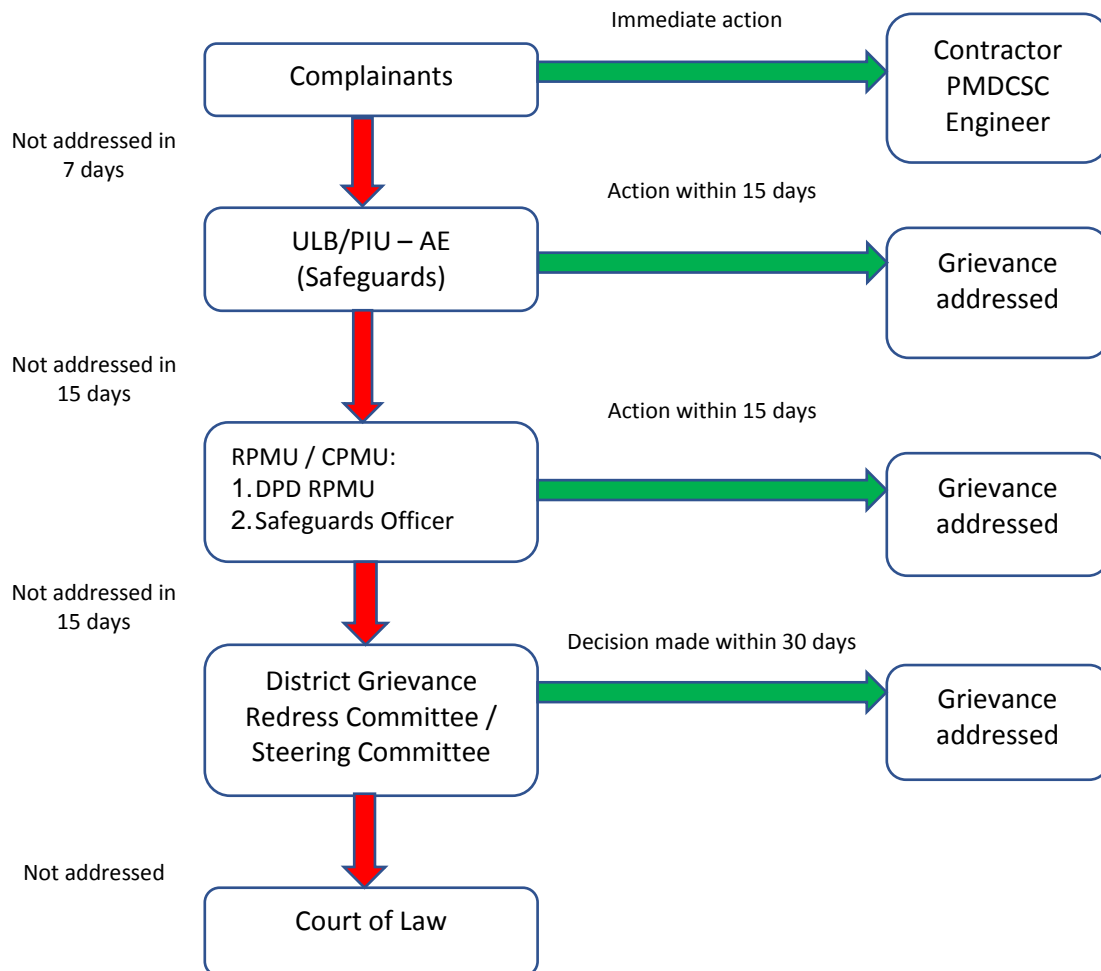 Immediate action
Complainants
Contractor
PMDCSC
Engineer
Not addressed in
7 days
Action within 15 days
ULB/PIU – AE
(Safeguards)
Grievance
addressed
Not addressed in
15 days
Action within 15 days
RPMU / CPMU:
1. DPD RPMU
2. Safeguards Officer
Grievance
addressed
Not addressed in
15 days
Decision made within 30 days
District Grievance
Redress Committee /
Steering Committee
Grievance
addressed
Not addressed
Court of Law